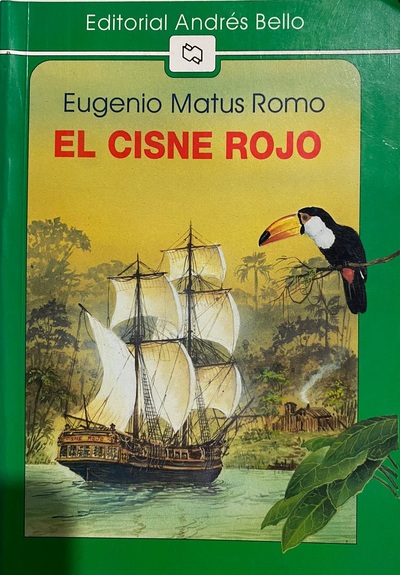 Editorial Andrés Bello
Eugenio Matus Romo
EL CISNE ROJO